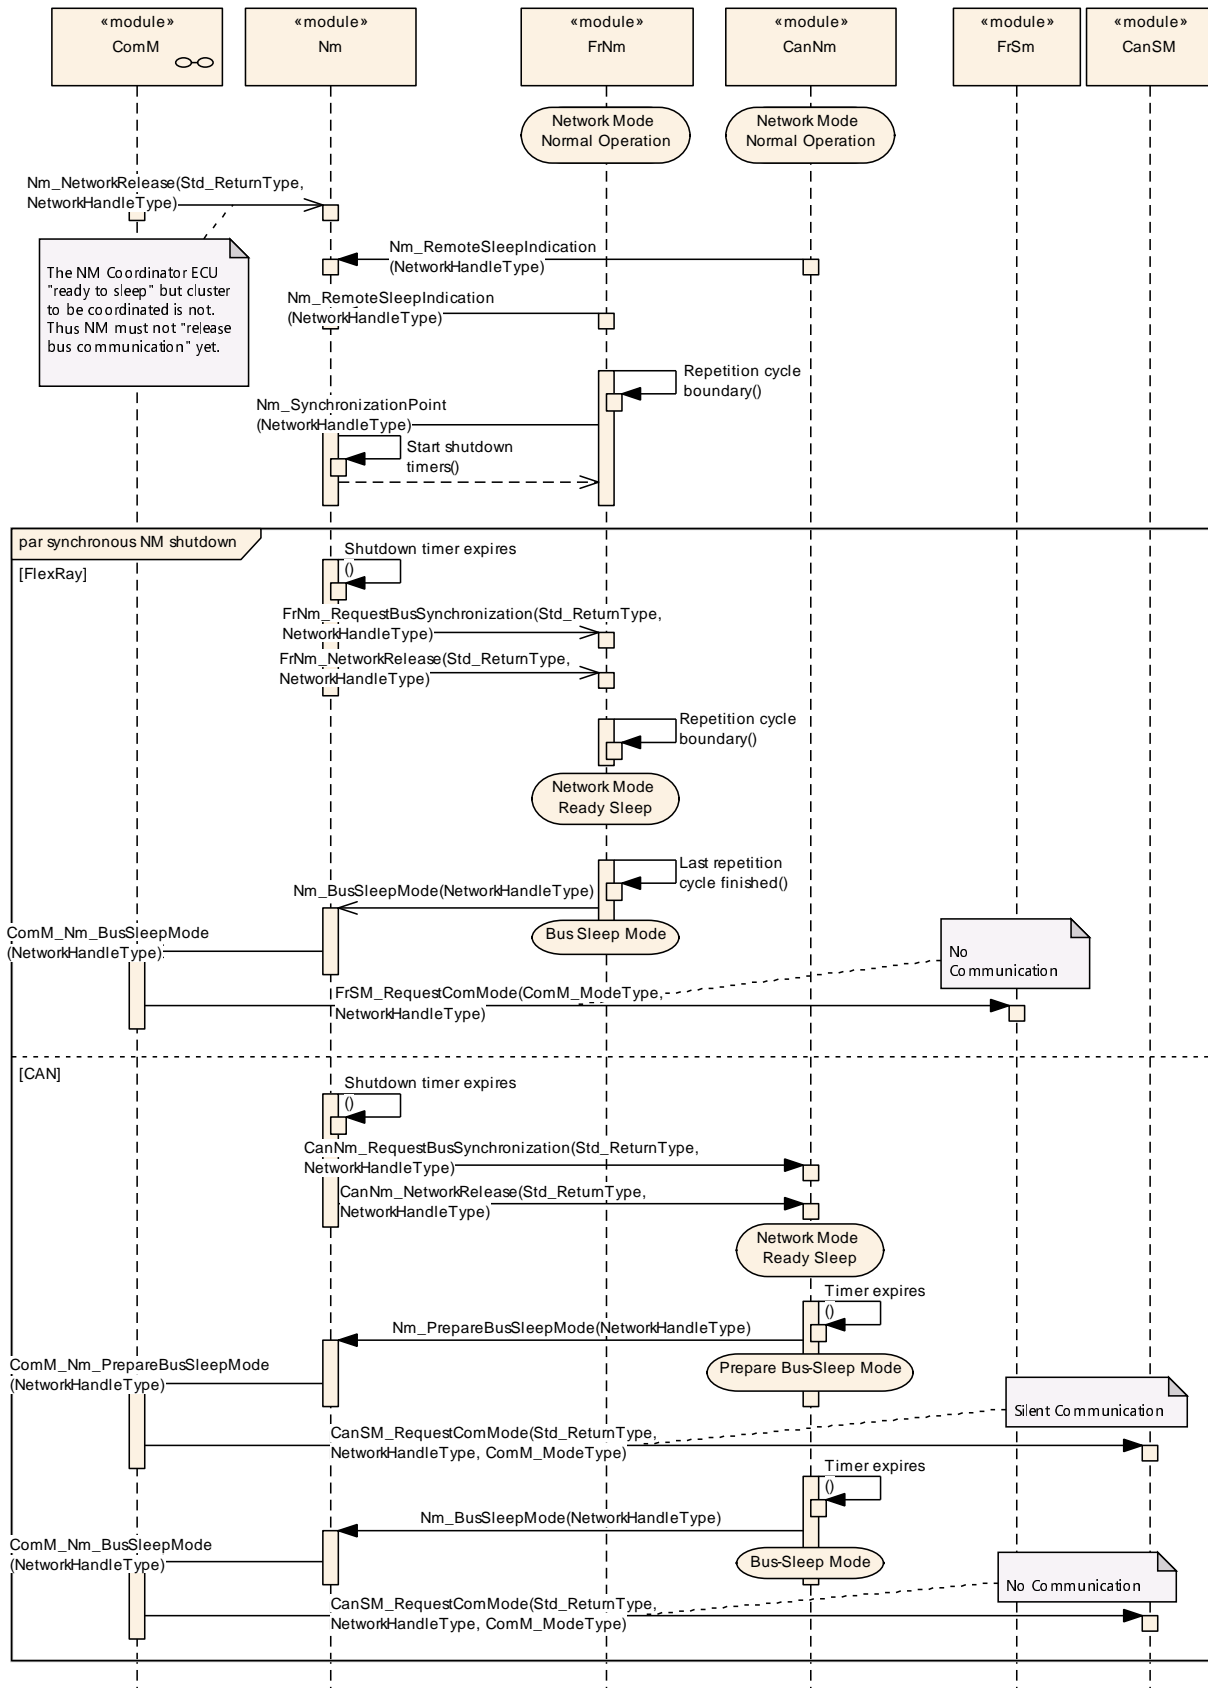 «module»
ComM
«module»
Nm
«module»
FrNm
«module»
CanNm
«module»
FrSm
«module»
CanSM
Network Mode
Normal Operation
Network Mode
Normal Operation
Nm_NetworkRelease(Std_ReturnType,
NetworkHandleType)
The NM Coordinator ECU
"ready to sleep" but cluster
to be coordinated is not.
Thus NM must not "release
bus communication" yet.
Nm_RemoteSleepIndication
(NetworkHandleType)
Nm_RemoteSleepIndication
(NetworkHandleType)
Repetition cycle
boundary()
Nm_SynchronizationPoint
(NetworkHandleType)
Start shutdown
timers()
par synchronous NM shutdown
[FlexRay]
Shutdown timer expires
()
FrNm_RequestBusSynchronization(Std_ReturnType,
NetworkHandleType)
FrNm_NetworkRelease(Std_ReturnType,
NetworkHandleType)
Repetition cycle
boundary()
Network Mode
Ready Sleep
Last repetition
cycle finished()
Nm_BusSleepMode(NetworkHandleType)
Bus Sleep Mode
ComM_Nm_BusSleepMode
(NetworkHandleType)
No
Communication
FrSM_RequestComMode(ComM_ModeType,
NetworkHandleType)
[CAN]
Shutdown timer expires
()
CanNm_RequestBusSynchronization(Std_ReturnType,
NetworkHandleType)
CanNm_NetworkRelease(Std_ReturnType,
NetworkHandleType)
Network Mode
Ready Sleep
Timer expires
()
Nm_PrepareBusSleepMode(NetworkHandleType)
Prepare Bus-Sleep Mode
ComM_Nm_PrepareBusSleepMode
(NetworkHandleType)
Silent Communication
CanSM_RequestComMode(Std_ReturnType,
NetworkHandleType, ComM_ModeType)
Timer expires
()
Nm_BusSleepMode(NetworkHandleType)
Bus-Sleep Mode
ComM_Nm_BusSleepMode
(NetworkHandleType)
No Communication
CanSM_RequestComMode(Std_ReturnType,
NetworkHandleType, ComM_ModeType)